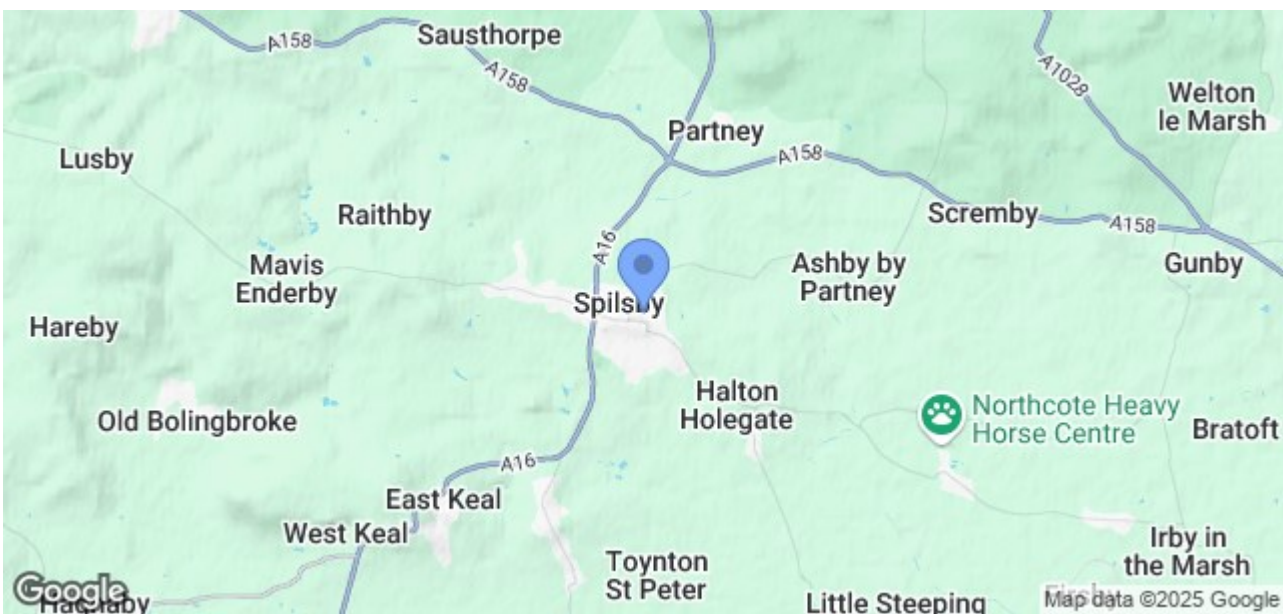 A158
Sausthorpe
A158
A1028
Welton
le Marsh
Partney
A158
Lusby
Raithby
Scremby
A158
A16
Mavis
Enderby
Ashby by
Partney
Gunby
Spilsby
Hareby
Halton
Holegate
Northcote Heavy
Horse Centre
Old Bolingbroke
Bratoft
A16
East Keal
West Keal
Irby in
the Marsh
Toynton
St Peter
Google
Little Steeping
Map data ©2025 Google